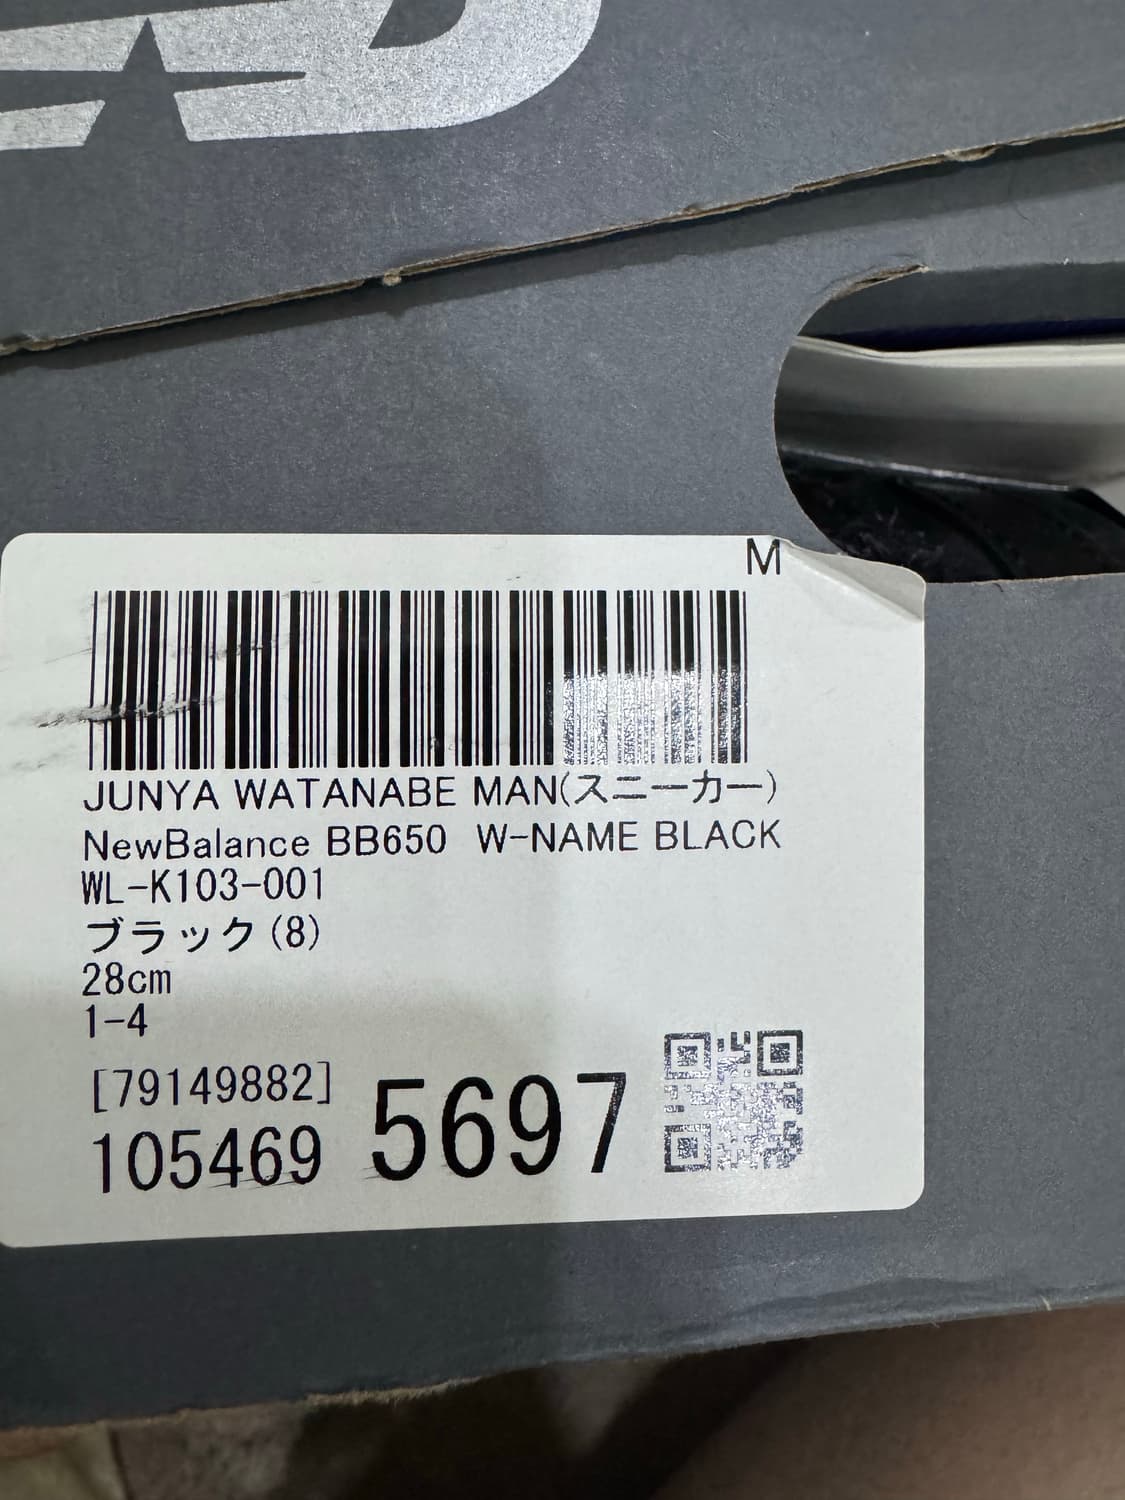 M
JUNYA WATANABE MAN(スニーカー)
NewBalance BB650 W-NAME BLACK
WL-K103-001
ブラック(8)
28cm
1-4
[79149882]
105469 5697